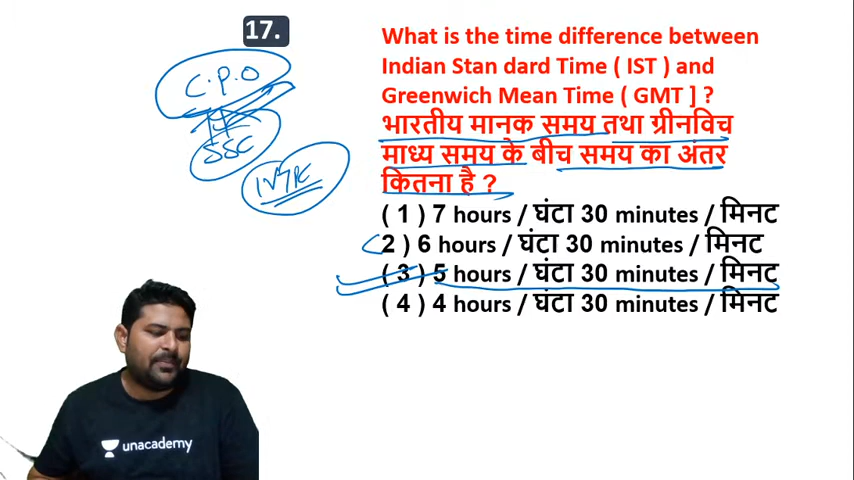 17.
C.P.O
SSC
What is the time difference between
Indian Stan dard Time ( IST ) and
Greenwich Mean Time ( GMT ] ?
भारतीय मानक समय तथा ग्रीनविच
माध्य समय के बीच समय का अंतर
कितना है ?
( 1 ) 7 hours / घंटा 30 minutes / मिनट
2 ) 6 hours / घंटा 30 minutes / मिनट
( 3 ) 5 hours / घंटा 30 minutes / मिनट
( 4 ) 4 hours / घंटा 30 minutes / मिनट
unacademy